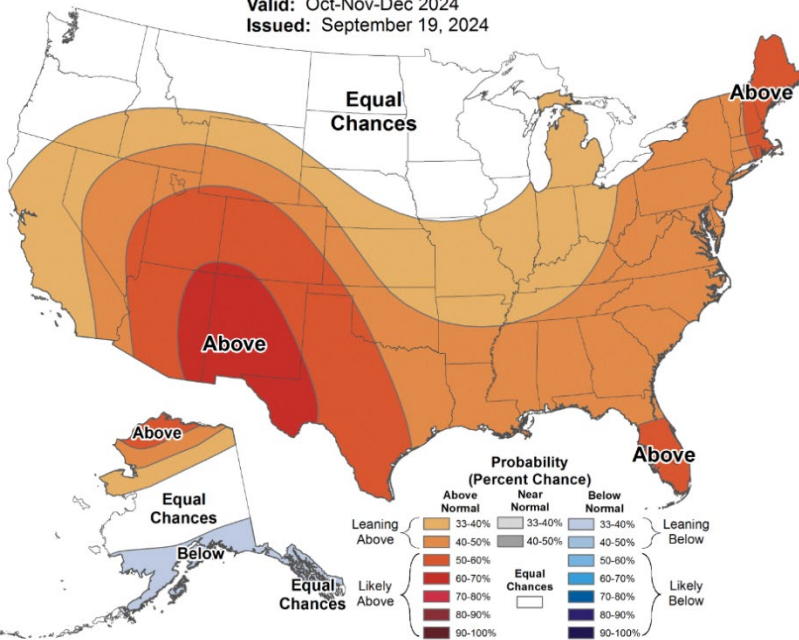 Valid: Oct-Nov-Dec 2024
Issued: September 19, 2024
Equal
Chances
Above
Above
Above
Above
Equal
Chances
Below
Equal
Chances
Probability
(Percent Chance)
Above
Normal
Near
Normal
Below
Normal
Leaning
Above
33-40%
40-50%
33-40%
40-50%
33-40%
40-50%
Leaning
Below
Likely
Above
50-60%
60-70%
70-80%
80-90%
90-100%
Equal
Chances
50-60%
60-70%
70-80%
80-90%
90-100%
Likely
Below